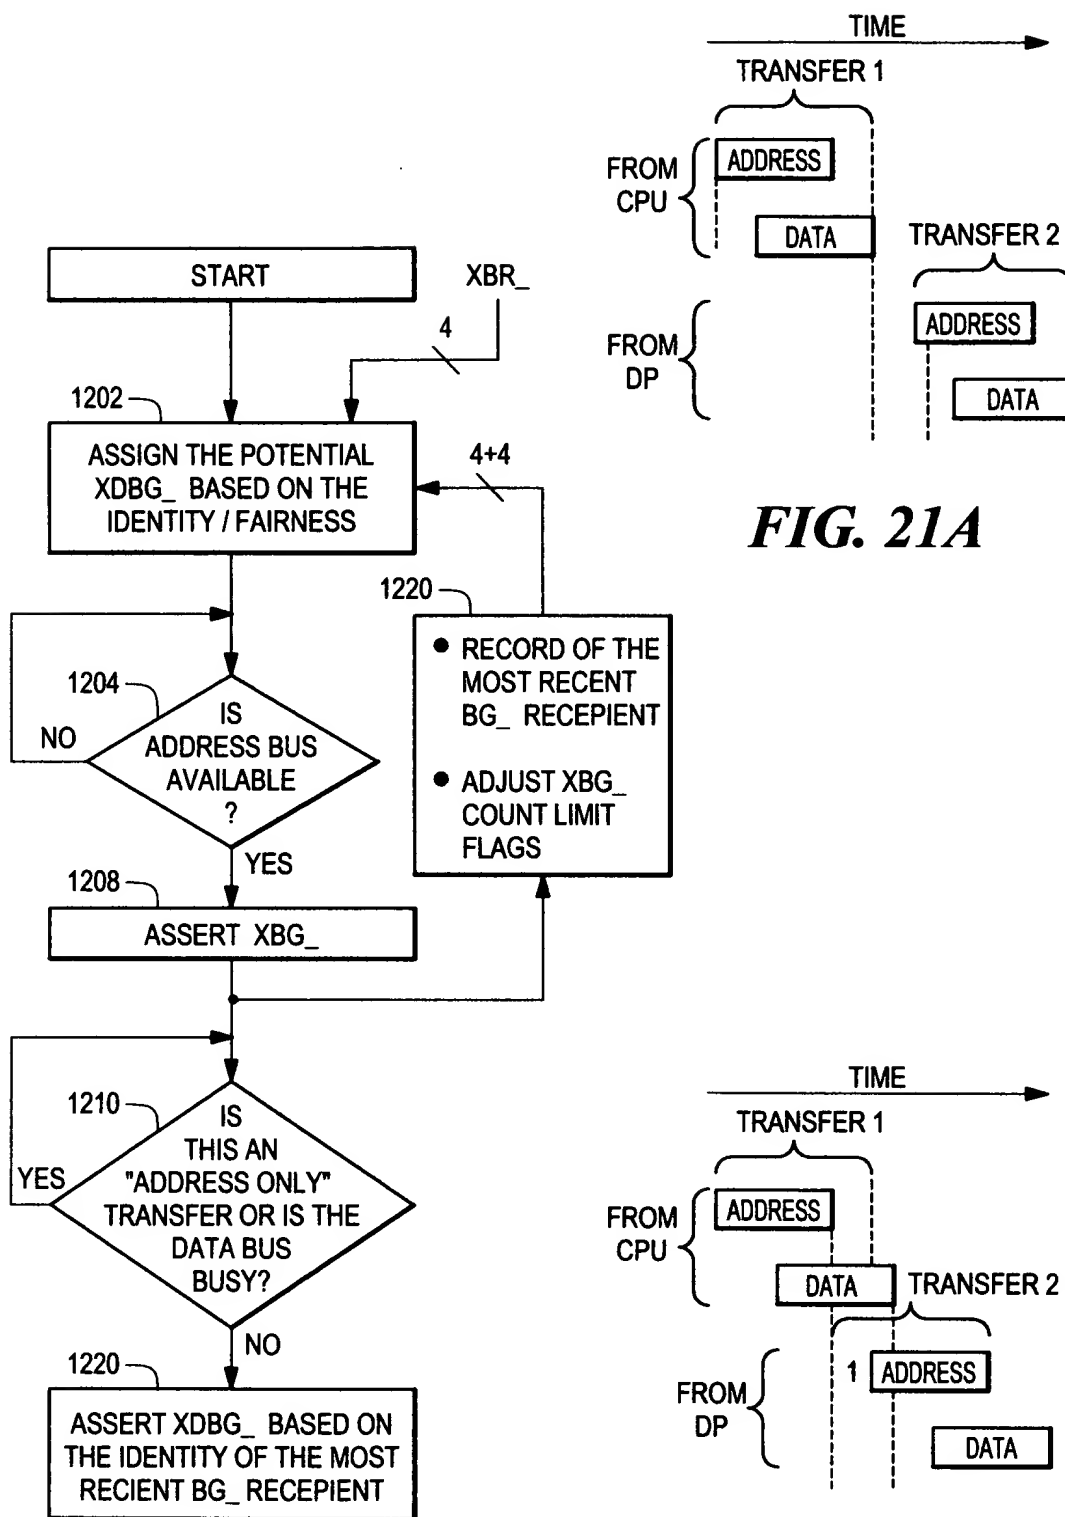 START
XBR_
4
1202
ASSIGN THE POTENTIAL
XDBG_ BASED ON THE
IDENTITY / FAIRNESS
4+4
1220
● RECORD OF THE
MOST RECENT
BG_ RECEPIENT
● ADJUST XBG_
COUNT LIMIT
FLAGS
1204
IS
ADDRESS BUS
AVAILABLE
?
NO
YES
1208
ASSERT XBG_
1210
IS
THIS AN
"ADDRESS ONLY"
TRANSFER OR IS THE
DATA BUS
BUSY?
YES
NO
1220
ASSERT XDBG_ BASED ON
THE IDENTITY OF THE MOST
RECIENT BG_ RECEPIENT
TIME
TRANSFER 1
FROM
CPU
ADDRESS
DATA
TRANSFER 2
FROM
DP
ADDRESS
DATA
FIG. 21A
TIME
TRANSFER 1
FROM
CPU
ADDRESS
DATA
TRANSFER 2
FROM
DP
1
ADDRESS
DATA